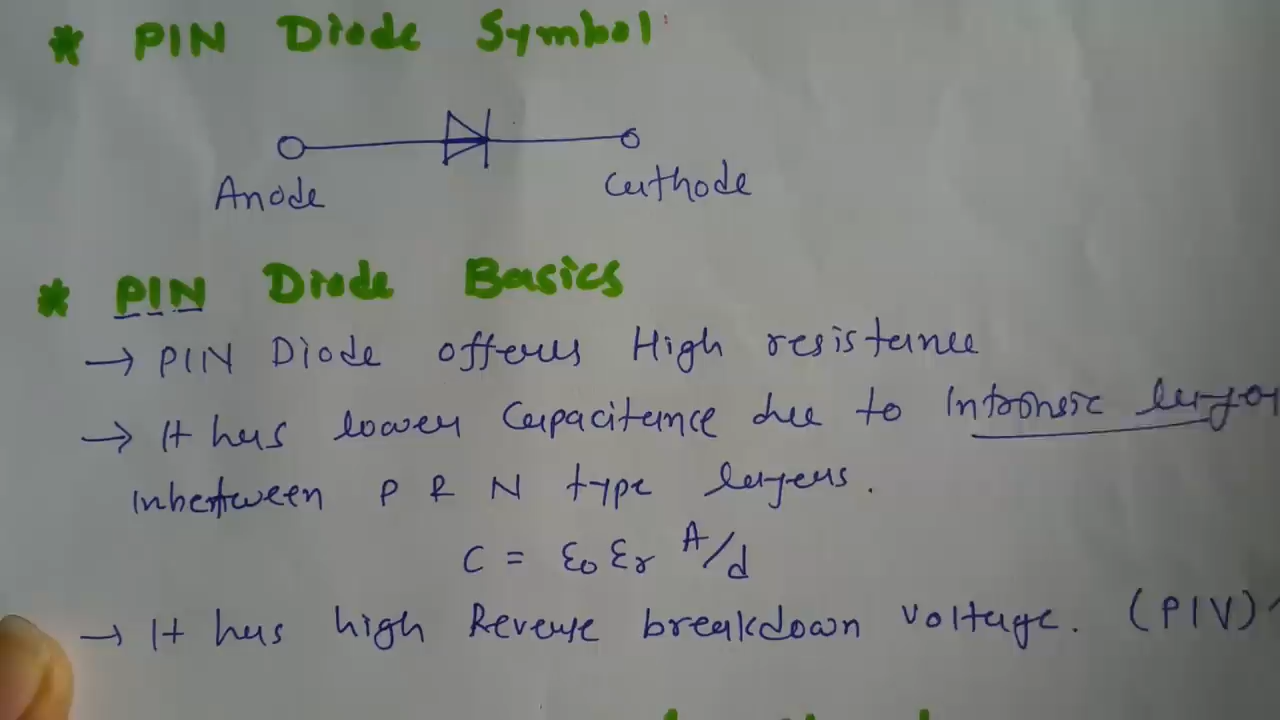 * PIN Diode Symbol
Anode Cathode
* PIN Diode Basics
→ PIN Diode offers High resistance
→ It has lower Capacitance due to Intrinsic layer
Inbetween P & N type layers.
C = ε₀ εr A/d
→ It has high Reverse breakdown voltage. (PIV)